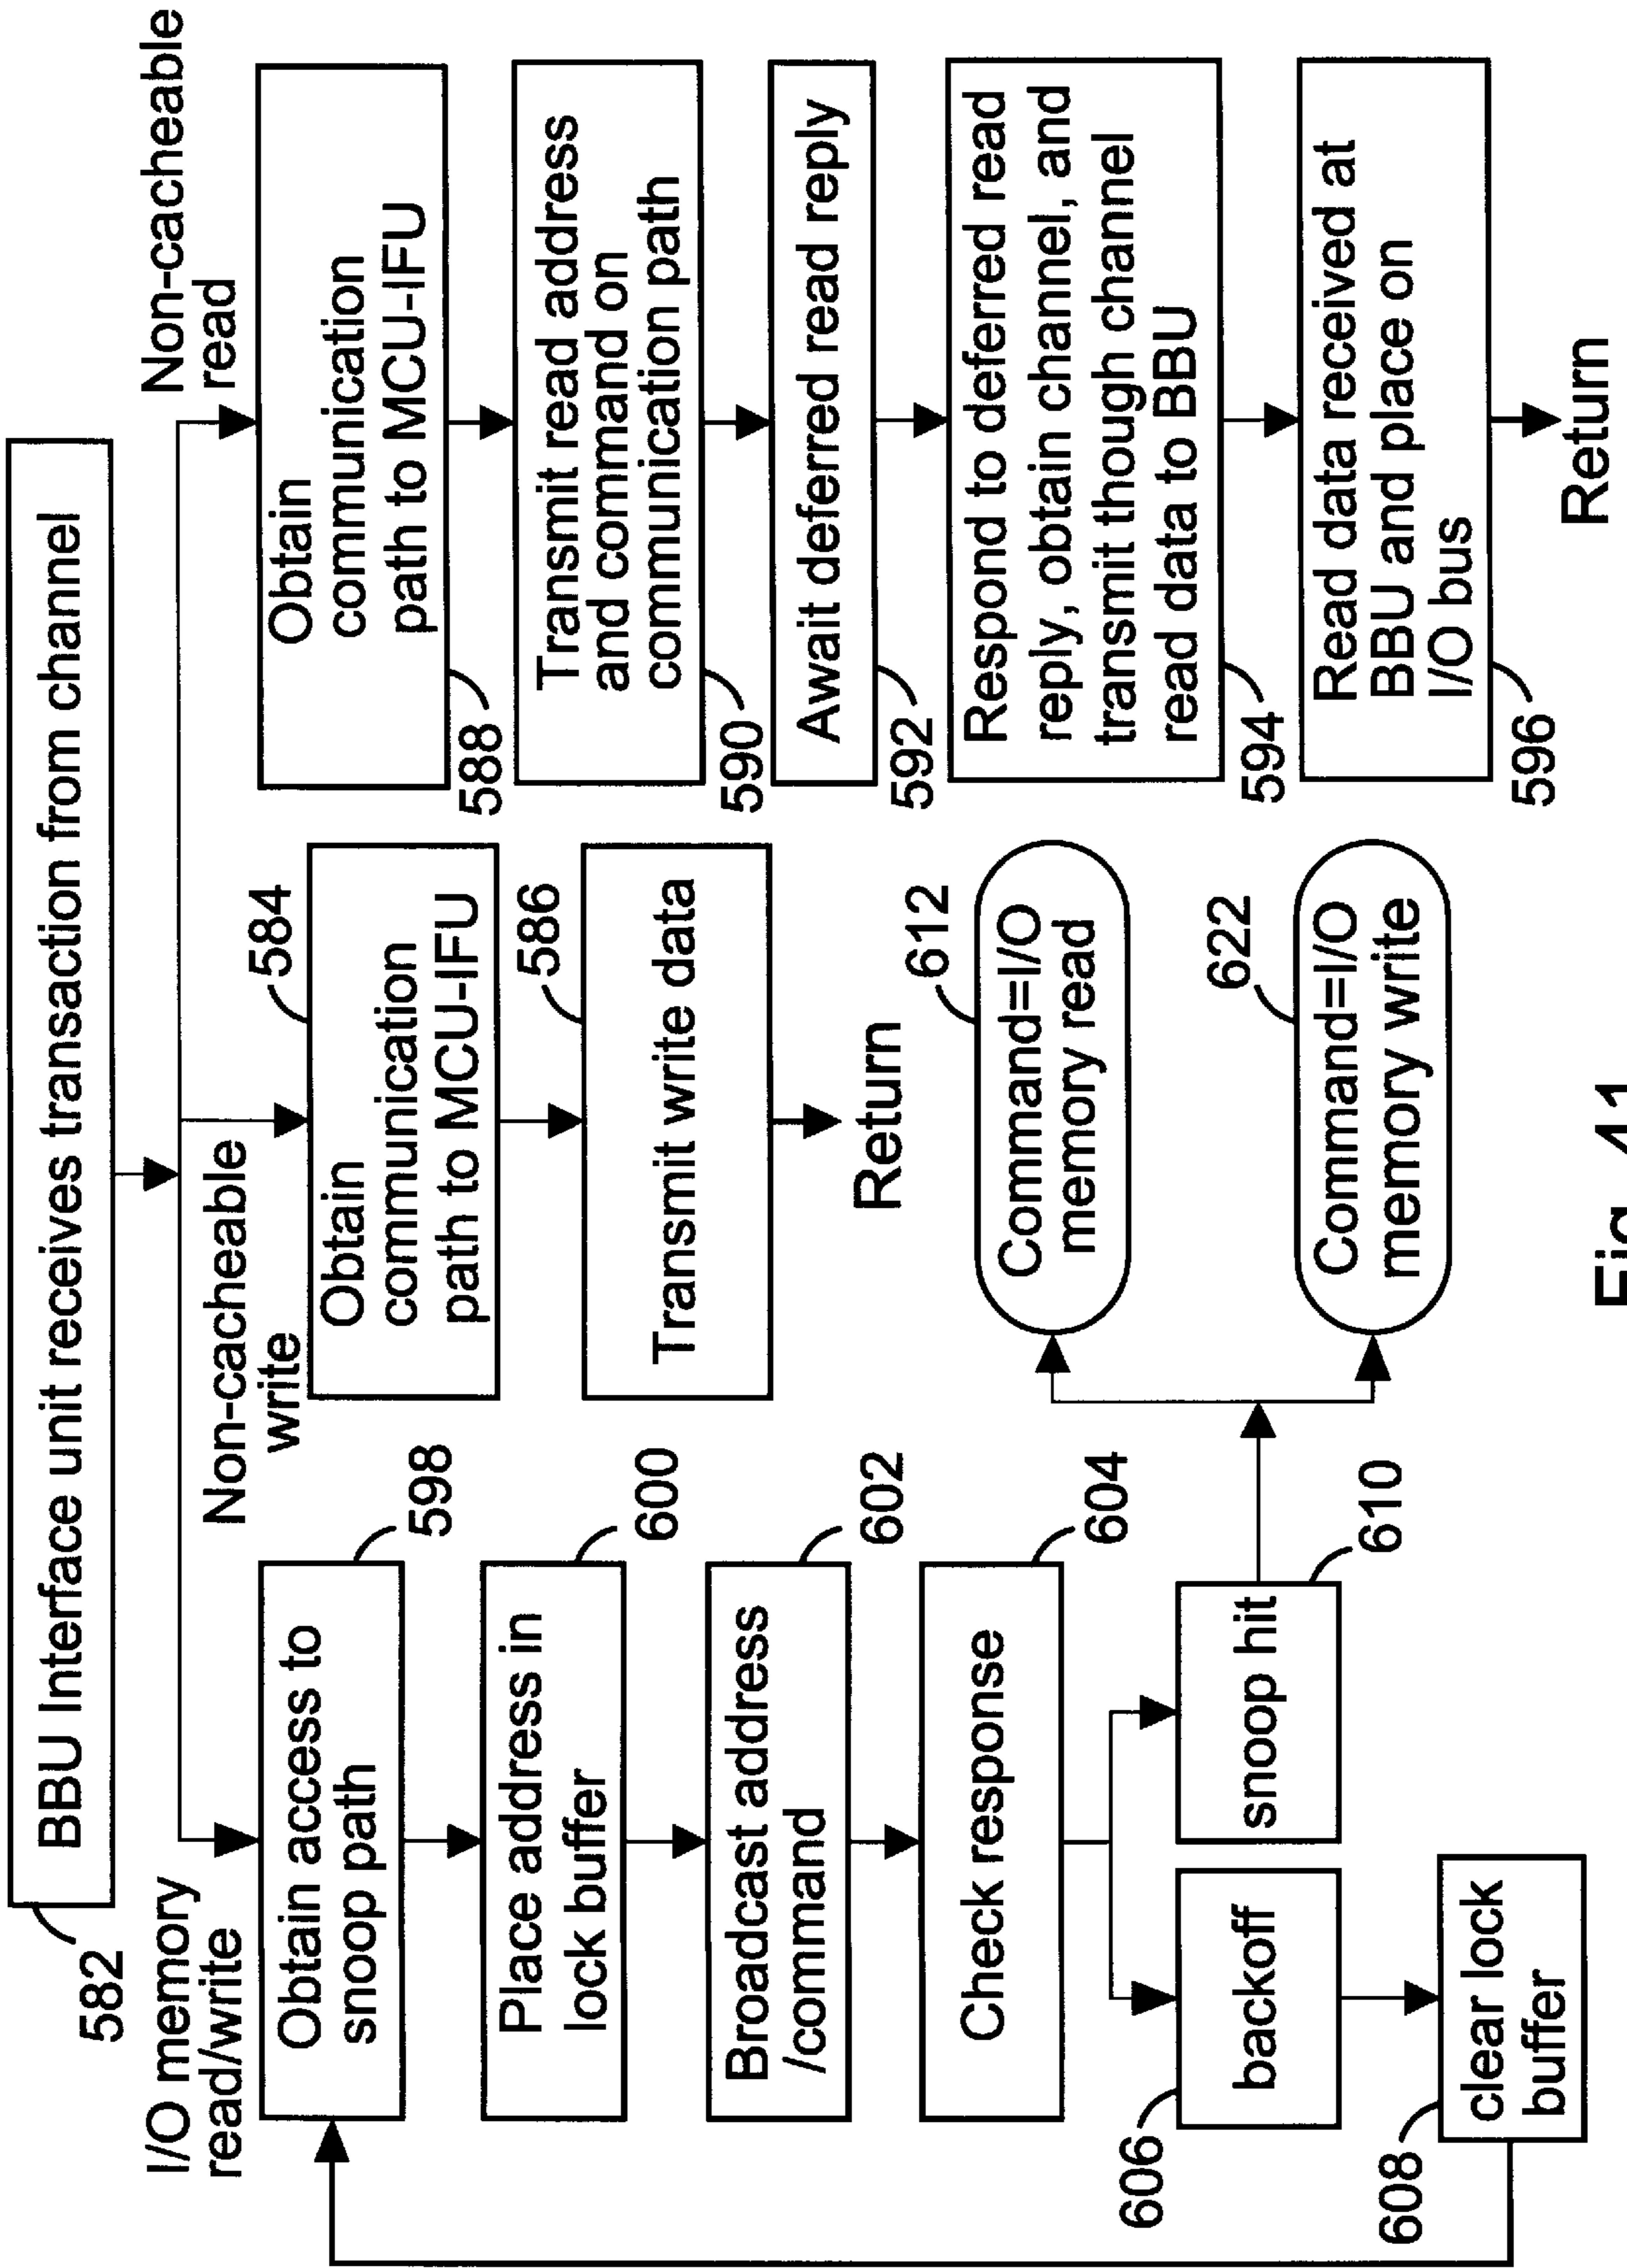 BBU Interface unit receives transaction from channel
582
I/O memory
read/write
Obtain access to
snoop path
598
Place address in
lock buffer
600
Broadcast address
/command
602
Check response
604
backoff
606
clear lock
buffer
608
snoop hit
610
Non-cacheable
write
Obtain
communication
path to MCU-IFU
584
Transmit write data
586
Return
Command=I/O
memory read
612
Command=I/O
memory write
622
Non-cacheable
read
Obtain
communication
path to MCU-IFU
588
Transmit read address
and command on
communication path
590
Await deferred read reply
592
Respond to deferred read
reply, obtain channel, and
transmit though channel
read data to BBU
594
Read data received at
BBU and place on
I/O bus
596
Return
Fig. 41